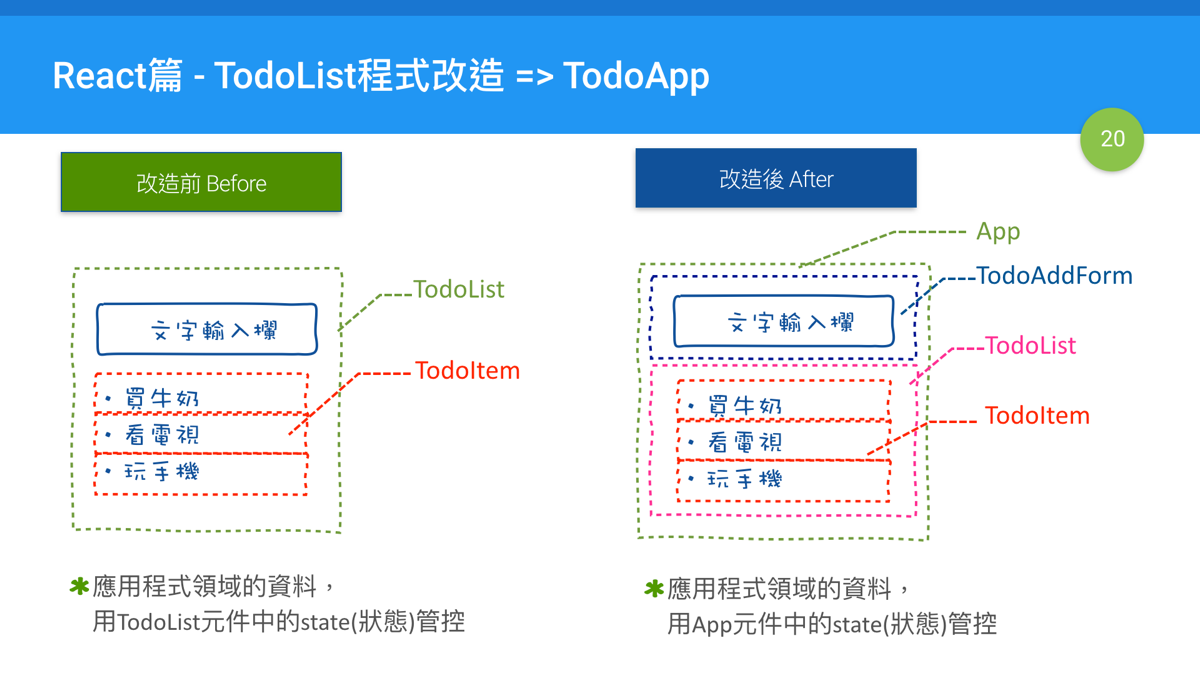 React篇 - TodoList程式改造 => TodoApp
20
改造前 Before
TodoList
文字輸入欄
TodoItem
• 買牛奶
• 看電視
• 玩手機
✱應用程式領域的資料，
用TodoList元件中的state(狀態)管控
改造後 After
App
TodoAddForm
文字輸入欄
TodoList
• 買牛奶
TodoItem
• 看電視
• 玩手機
✱應用程式領域的資料，
用App元件中的state(狀態)管控